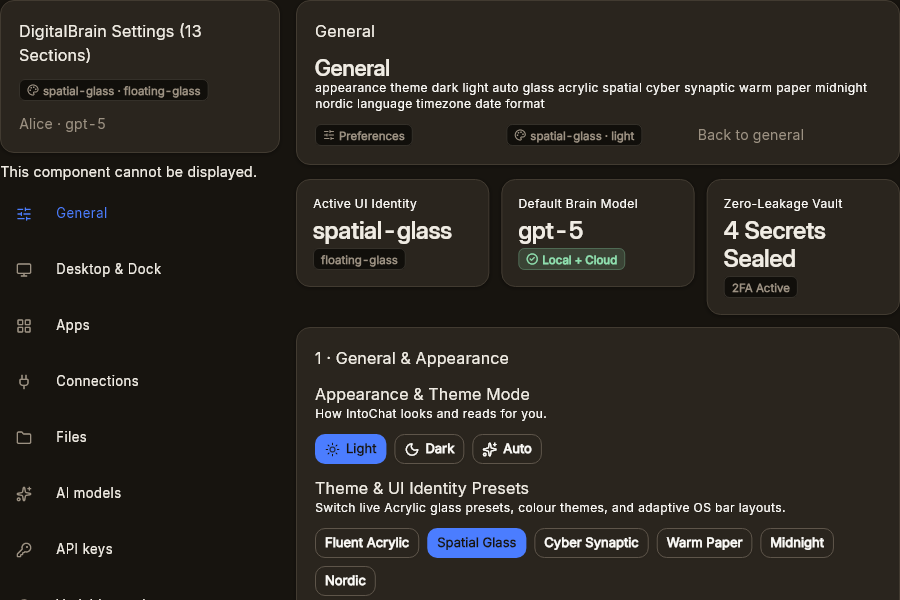 DigitalBrain Settings (13
Sections)
spatial-glass · floating-glass
Alice · gpt-5
This component cannot be displayed.
General
Desktop & Dock
Apps
Connections
Files
AI models
API keys
General
General
appearance theme dark light auto glass acrylic spatial cyber synaptic warm paper midnight
nordic language timezone date format
Preferences
spatial-glass · light
Back to general
Active UI Identity
spatial-glass
floating-glass
Default Brain Model
gpt-5
Local + Cloud
Zero-Leakage Vault
4 Secrets
Sealed
2FA Active
1 · General & Appearance
Appearance & Theme Mode
How IntoChat looks and reads for you.
Light
Dark
Auto
Theme & UI Identity Presets
Switch live Acrylic glass presets, colour themes, and adaptive OS bar layouts.
Fluent Acrylic
Spatial Glass
Cyber Synaptic
Warm Paper
Midnight
Nordic